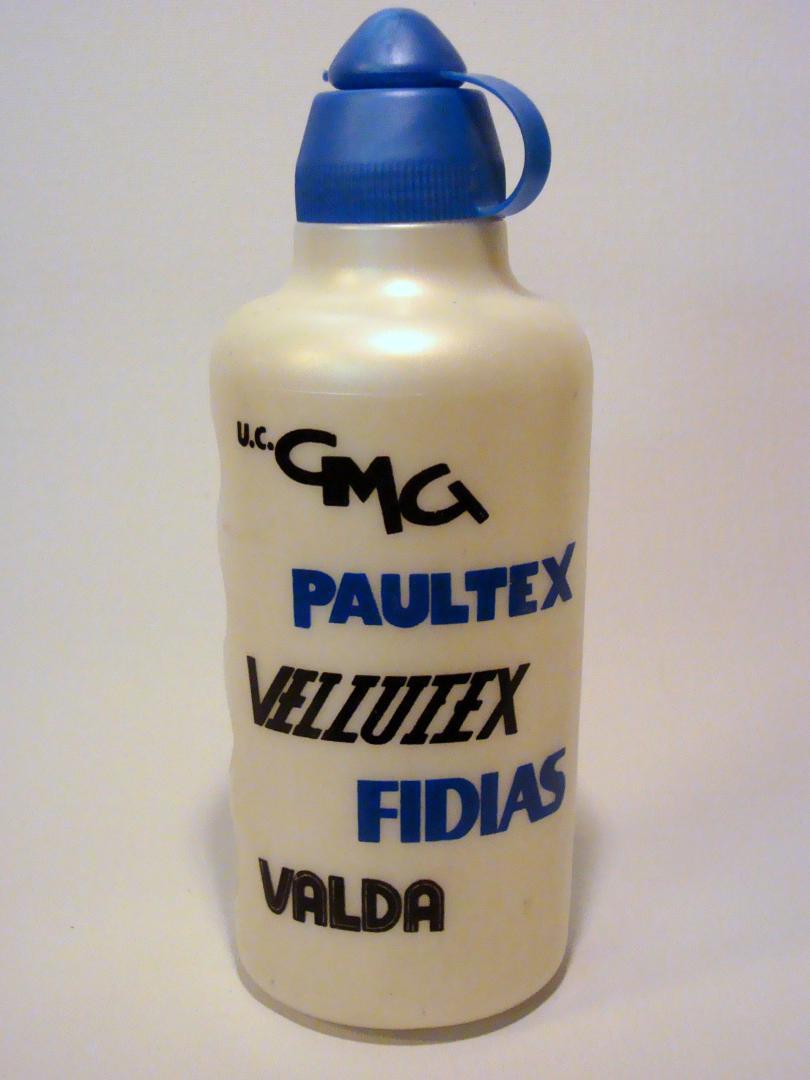 U.C. GMG
PAULTEX
VELLUTEX
FIDIAS
VALDA